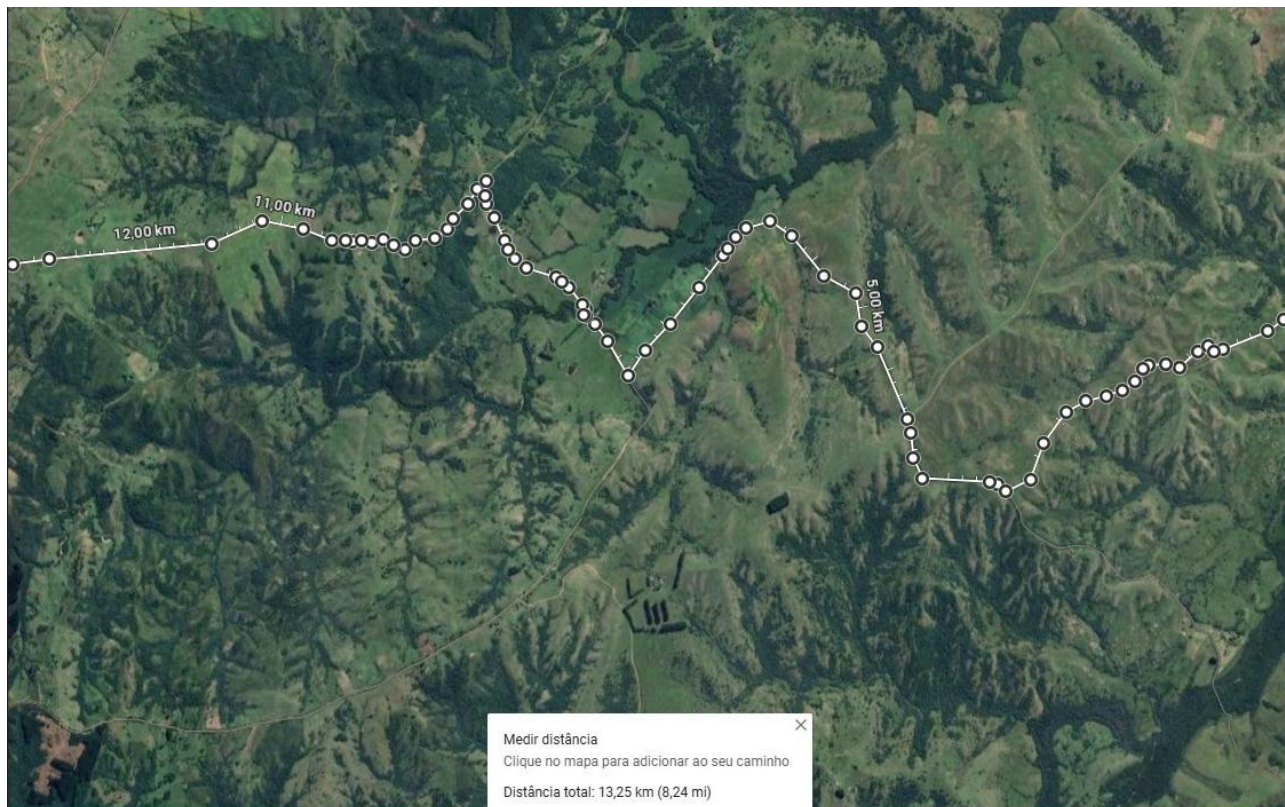 11,00 km
12,00 km
5,00 km
Medir distância
Clique no mapa para adicionar ao seu caminho
Distância total: 13,25 km (8,24 mi)